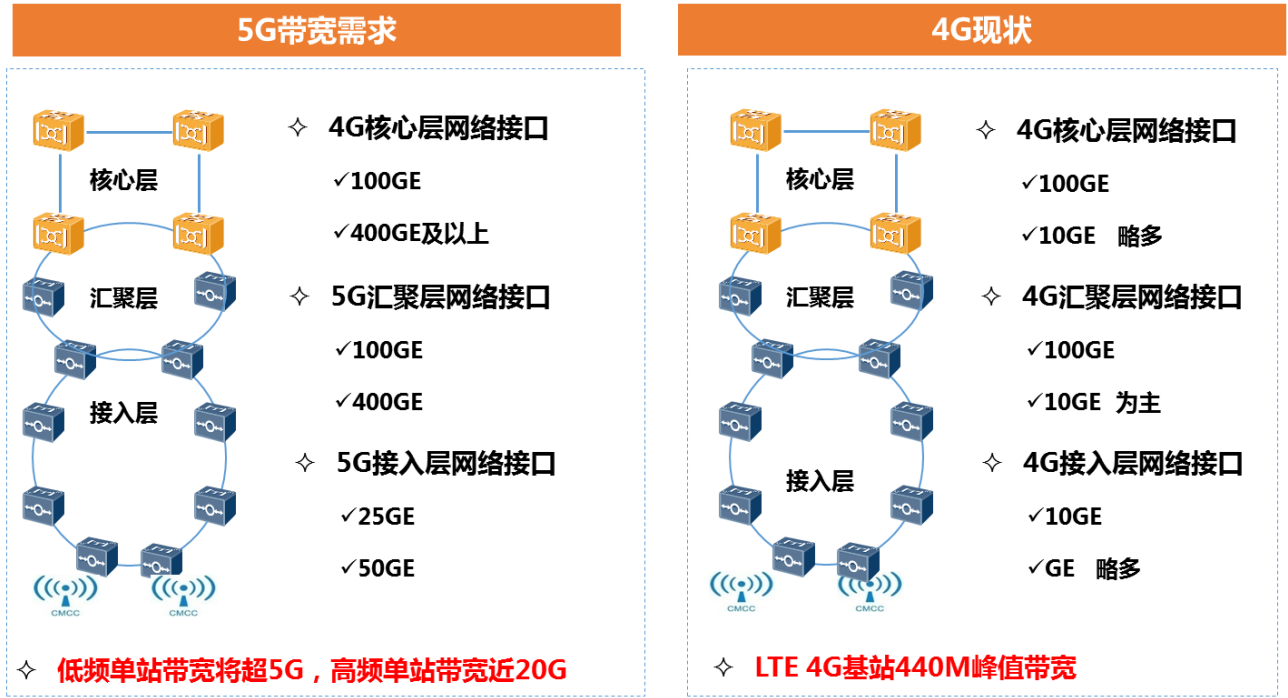 5G带宽需求
核心层
汇聚层
接入层
CMCC
CMCC
✧ 4G核心层网络接口
✓100GE
✓400GE及以上
✧ 5G汇聚层网络接口
✓100GE
✓400GE
✧ 5G接入层网络接口
✓25GE
✓50GE
✧ 低频单站带宽将超5G，高频单站带宽近20G
4G现状
核心层
汇聚层
接入层
CMCC
CMCC
✧ 4G核心层网络接口
✓100GE
✓10GE 略多
✧ 4G汇聚层网络接口
✓100GE
✓10GE 为主
✧ 4G接入层网络接口
✓10GE
✓GE 略多
✧ LTE 4G基站440M峰值带宽